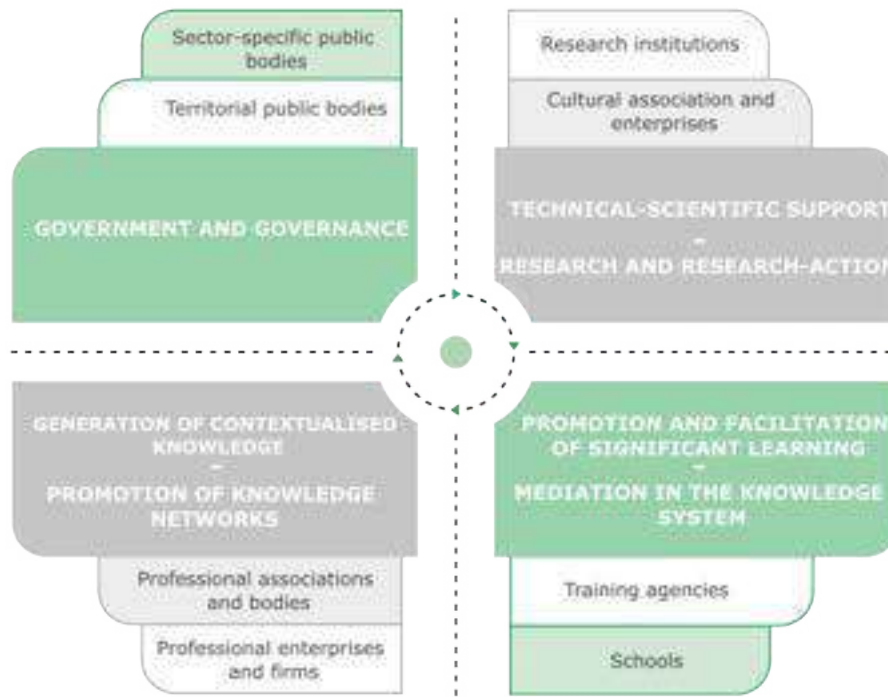 Sector-specific public
bodies
Territorial public bodies
GOVERNMENT AND GOVERNANCE
Research institutions
Cultural association and
enterprises
TECHNICAL-SCIENTIFIC SUPPORT
–
RESEARCH AND RESEARCH-ACTION
GENERATION OF CONTEXTUALISED
KNOWLEDGE
–
PROMOTION OF KNOWLEDGE
NETWORKS
Professional associations
and bodies
Professional enterprises
and firms
PROMOTION AND FACILITATION
OF SIGNIFICANT LEARNING
–
MEDIATION IN THE KNOWLEDGE
SYSTEM
Training agencies
Schools